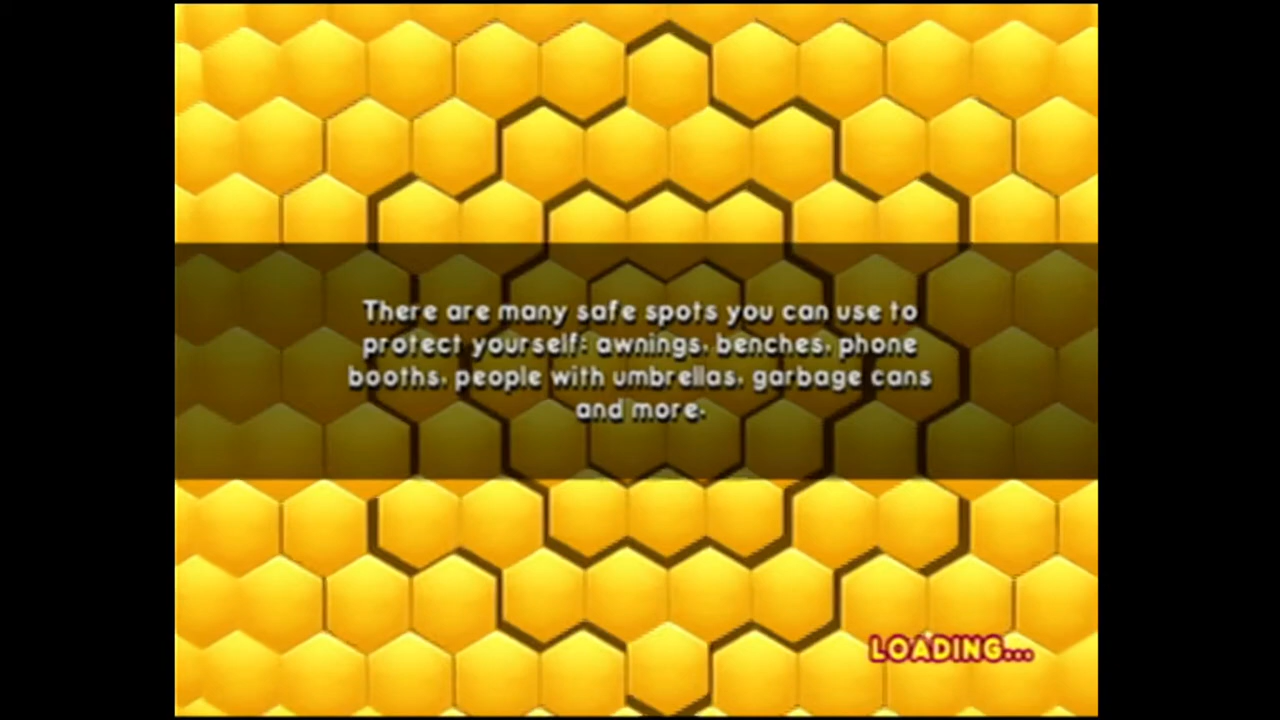 There are many safe spots you can use to
protect yourself: awnings, benches, phone
booths, people with umbrellas, garbage cans
and more.
LOADING...